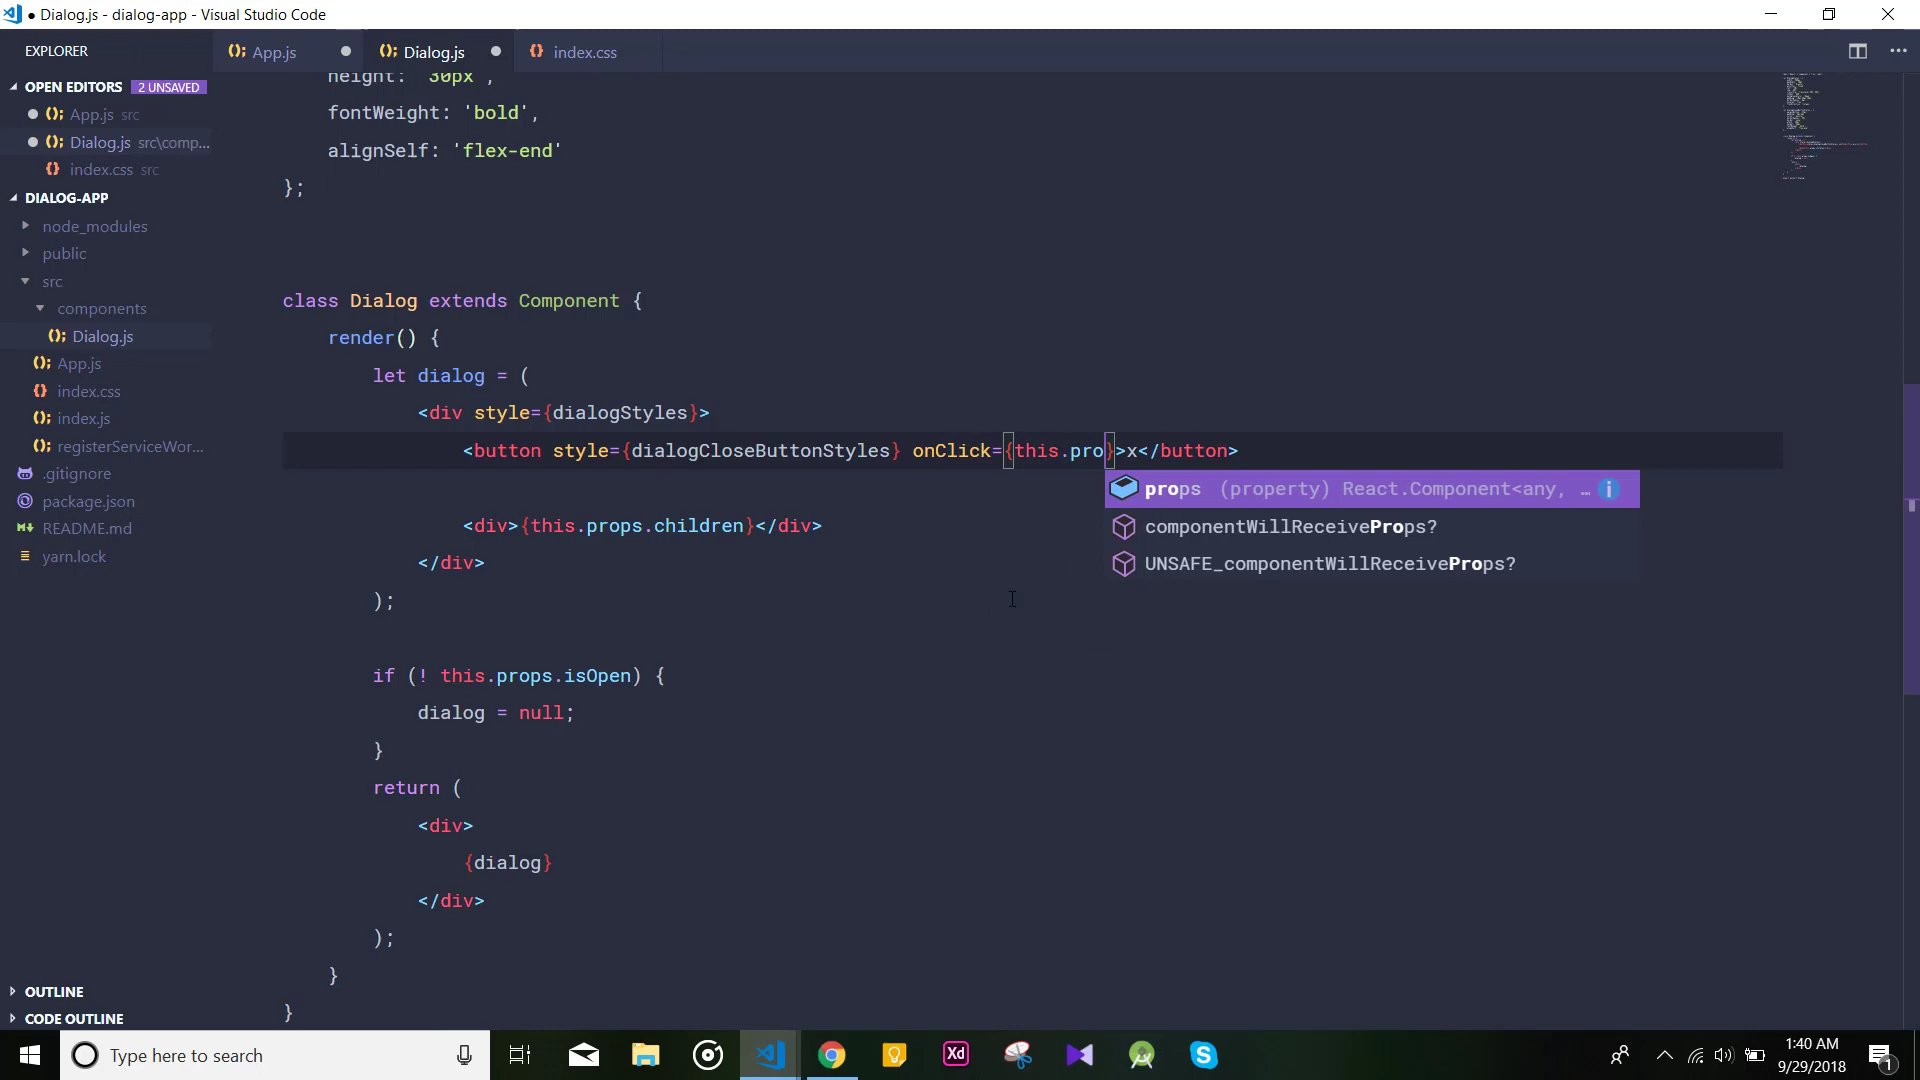 ● Dialog.js - dialog-app - Visual Studio Code
EXPLORER
App.js
Dialog.js
index.css
OPEN EDITORS 2 UNSAVED
App.js src
Dialog.js src\comp...
index.css src
DIALOG-APP
node_modules
public
src
components
Dialog.js
App.js
index.css
index.js
registerServiceWor...
.gitignore
package.json
README.md
yarn.lock
OUTLINE
CODE OUTLINE
height: '30px',
fontWeight: 'bold',
alignSelf: 'flex-end'
};
class Dialog extends Component {
render() {
let dialog = (
<div style={dialogStyles}>
<button style={dialogCloseButtonStyles} onClick={this.pro}>x</button>
props (property) React.Component<any, …
componentWillReceiveProps?
UNSAFE_componentWillReceiveProps?
<div>{this.props.children}</div>
</div>
);
if (! this.props.isOpen) {
dialog = null;
}
return (
<div>
{dialog}
</div>
);
}
}
Type here to search
Xd
1:40 AM
9/29/2018
1